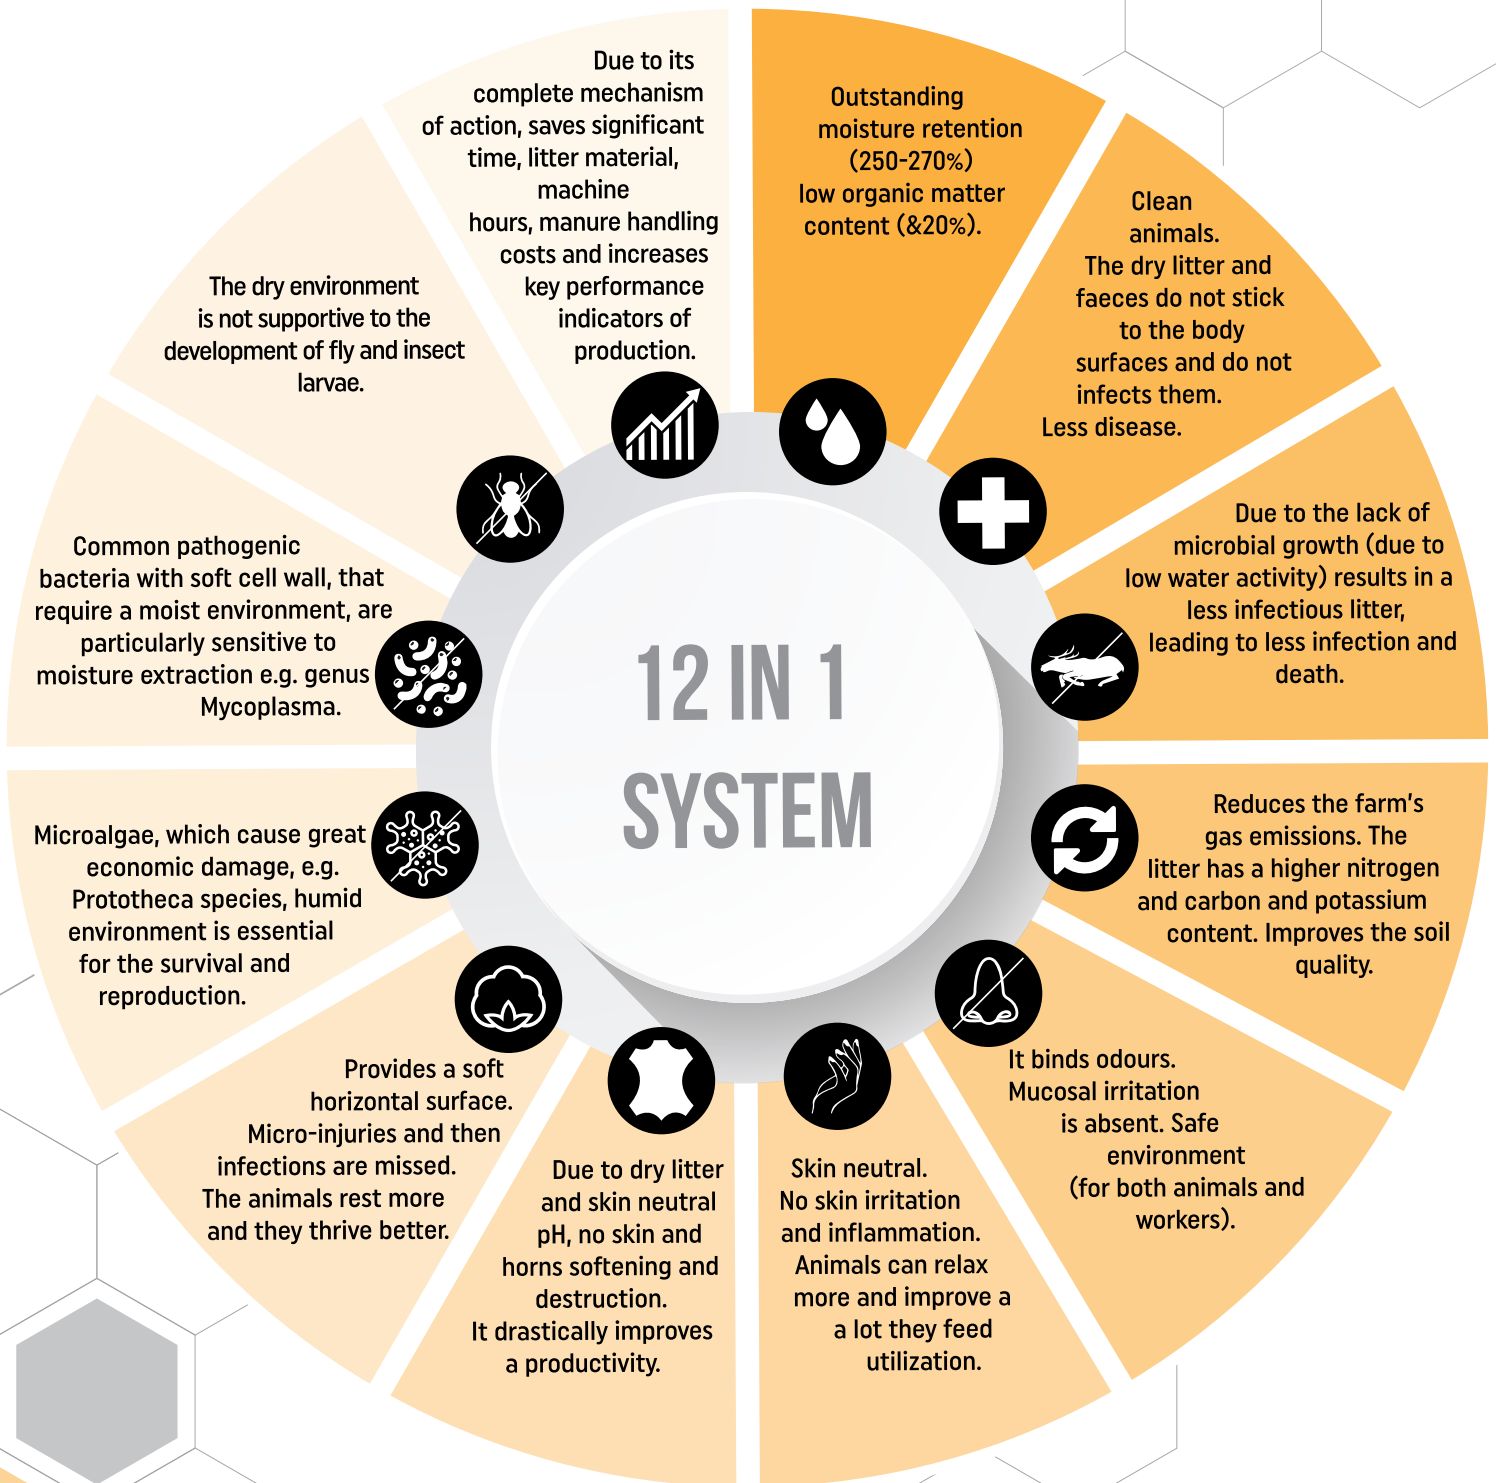 Due to its
complete mechanism
of action, saves significant
time, litter material,
machine
hours, manure handling
costs and increases
key performance
indicators of
production.
Outstanding
moisture retention
(250-270%)
low organic matter
content (&20%).
Clean
animals.
The dry litter and
faeces do not stick
to the body
surfaces and do not
infects them.
Less disease.
Due to the lack of
microbial growth (due to
low water activity) results in a
less infectious litter,
leading to less infection and
death.
Reduces the farm's
gas emissions. The
litter has a higher nitrogen
and carbon and potassium
content. Improves the soil
quality.
It binds odours.
Mucosal irritation
is absent. Safe
environment
(for both animals and
workers).
Skin neutral.
No skin irritation
and inflammation.
Animals can relax
more and improve a
a lot they feed
utilization.
Due to dry litter
and skin neutral
pH, no skin and
horns softening and
destruction.
It drastically improves
a productivity.
Provides a soft
horizontal surface.
Micro-injuries and then
infections are missed.
The animals rest more
and they thrive better.
Microalgae, which cause great
economic damage, e.g.
Prototheca species, humid
environment is essential
for the survival and
reproduction.
Common pathogenic
bacteria with soft cell wall, that
require a moist environment, are
particularly sensitive to
moisture extraction e.g. genus
Mycoplasma.
The dry environment
is not supportive to the
development of fly and insect
larvae.
12 IN 1
SYSTEM